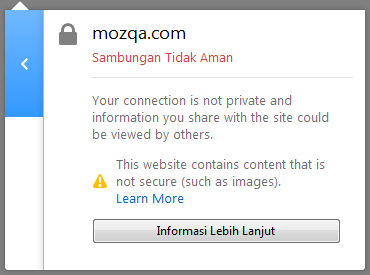 mozqa.com
Sambungan Tidak Aman
Your connection is not private and
information you share with the site could
be viewed by others.
This website contains content that is
not secure (such as images).
Learn More
Informasi Lebih Lanjut